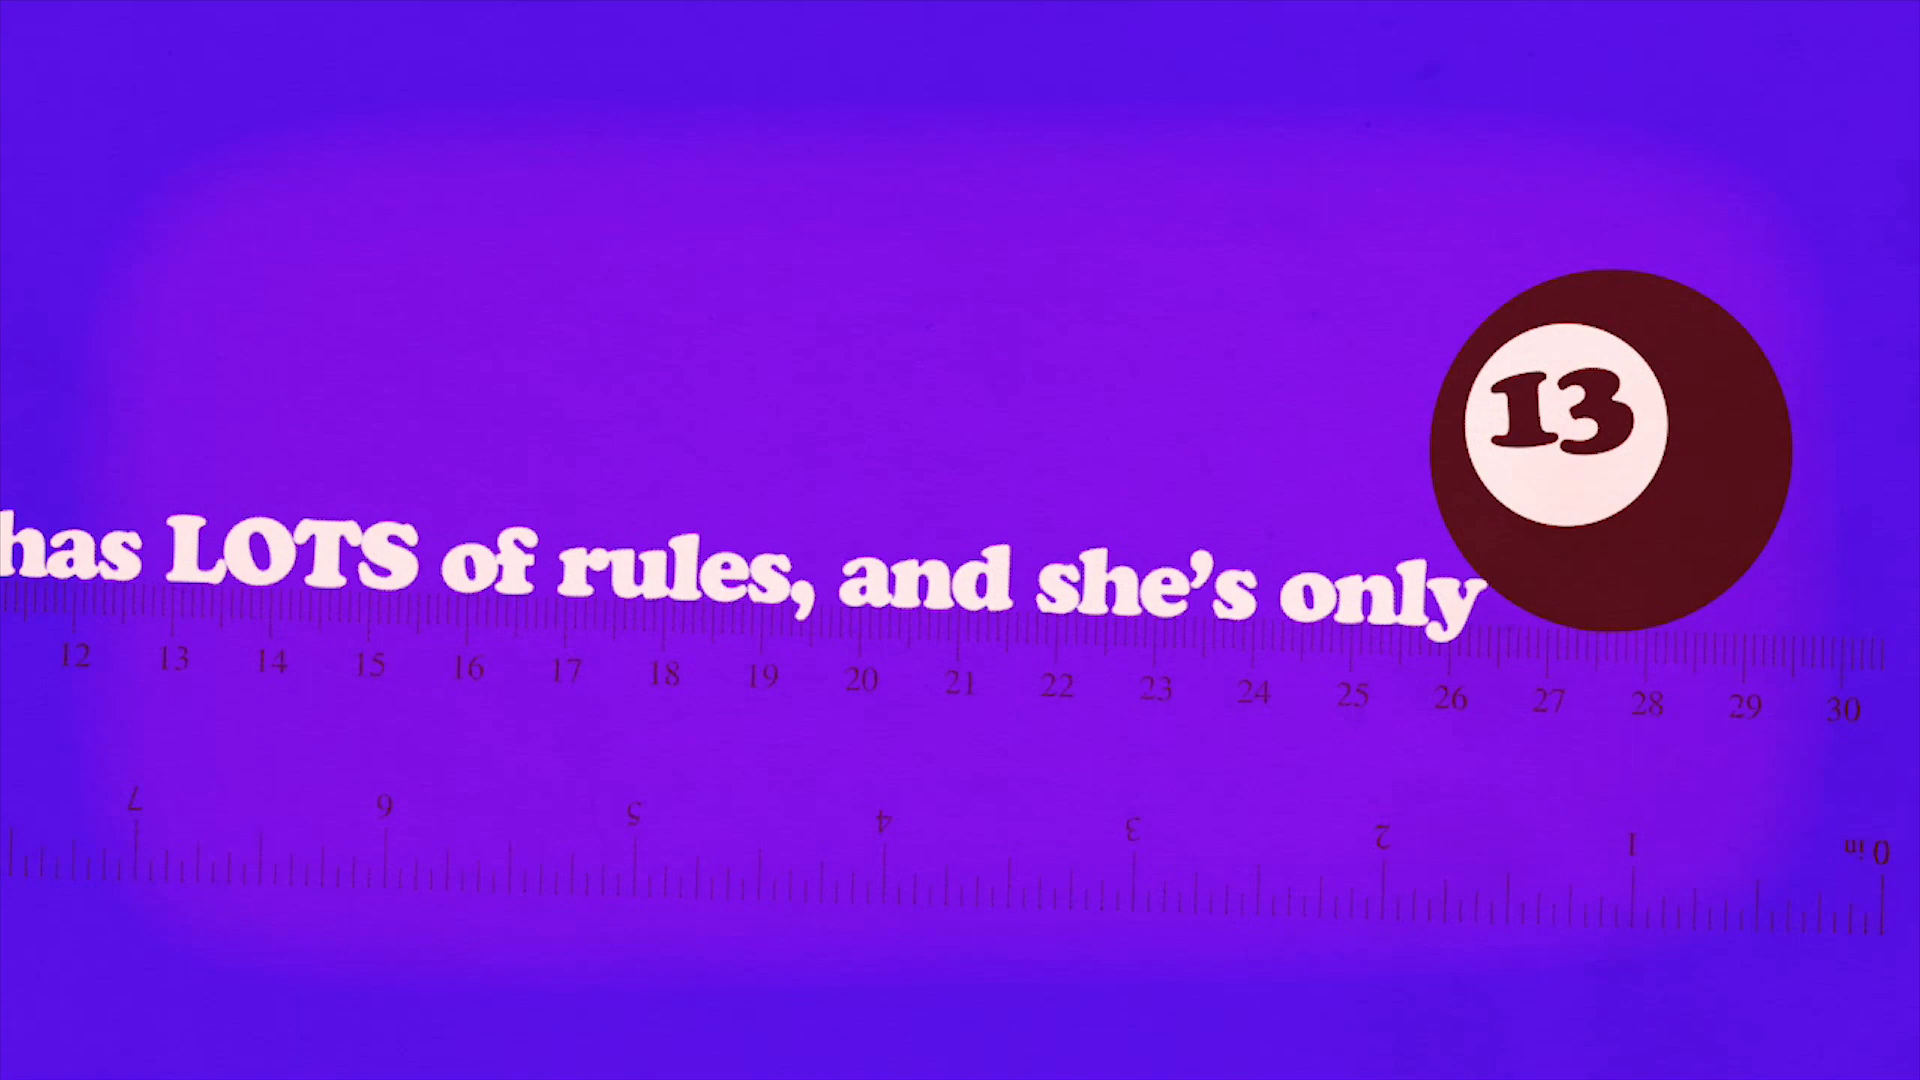 13
has LOTS of rules, and she's only
12 13 14 15 16 17 18 19 20 21 22 23 24 25 26 27 28 29 30
7 6 5 4 3 2 1 0 in